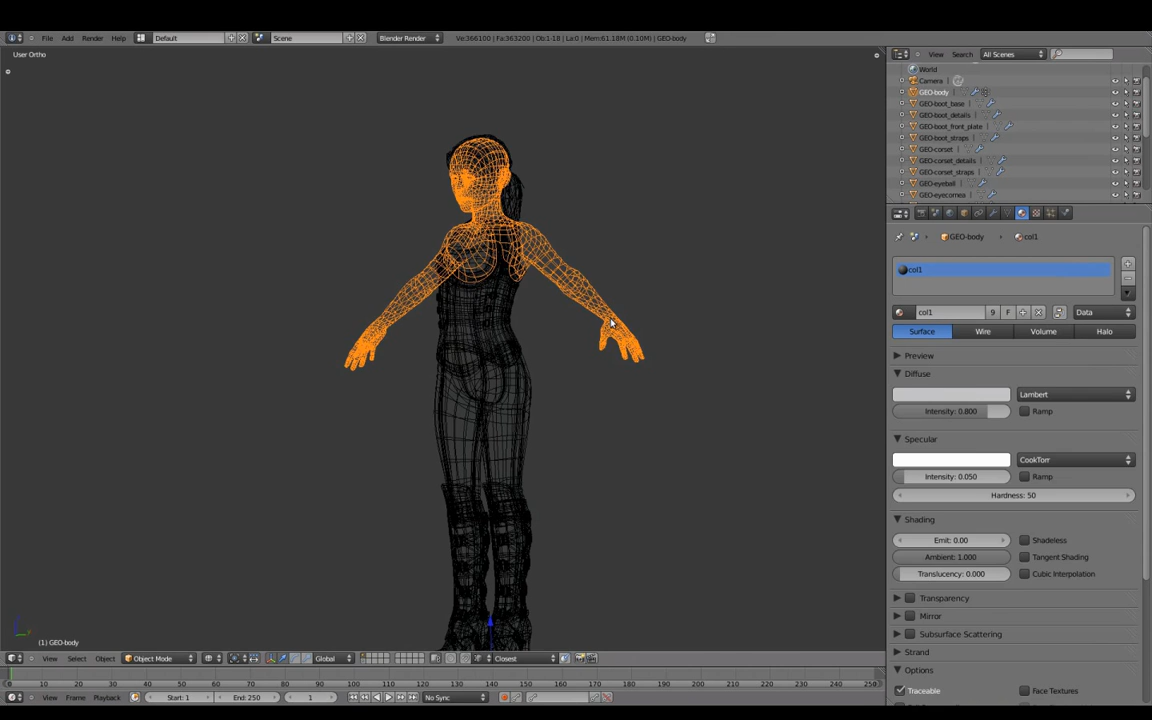 File Add Render Help Default Scene Blender Render Ve:366100 | Fa:363200 | Ob:1-18 | La:0 | Mem:61.18M (0.10M) | GEO-body
User Ortho
View Search All Scenes
World
Camera
GEO-body
GEO-boot_base
GEO-boot_details
GEO-boot_front_plate
GEO-boot_straps
GEO-corset
GEO-corset_details
GEO-corset_straps
GEO-eyeball
GEO-eyecornea
GEO-body col1
col1
col1 9 F Data
Surface Wire Volume Halo
Preview
Diffuse
Lambert
Intensity: 0.800 Ramp
Specular
CookTorr
Intensity: 0.050 Ramp
Hardness: 50
Shading
Emit: 0.00 Shadeless
Ambient: 1.000 Tangent Shading
Translucency: 0.000 Cubic Interpolation
Transparency
Mirror
Subsurface Scattering
Strand
Options
Traceable Face Textures
(1) GEO-body
View Select Object Object Mode Global Closest
0 10 20 30 40 50 60 70 80 90 100 110 120 130 140 150 160 170 180 190 200 210 220 230 240 250
View Frame Playback Start: 1 End: 250 1 No Sync